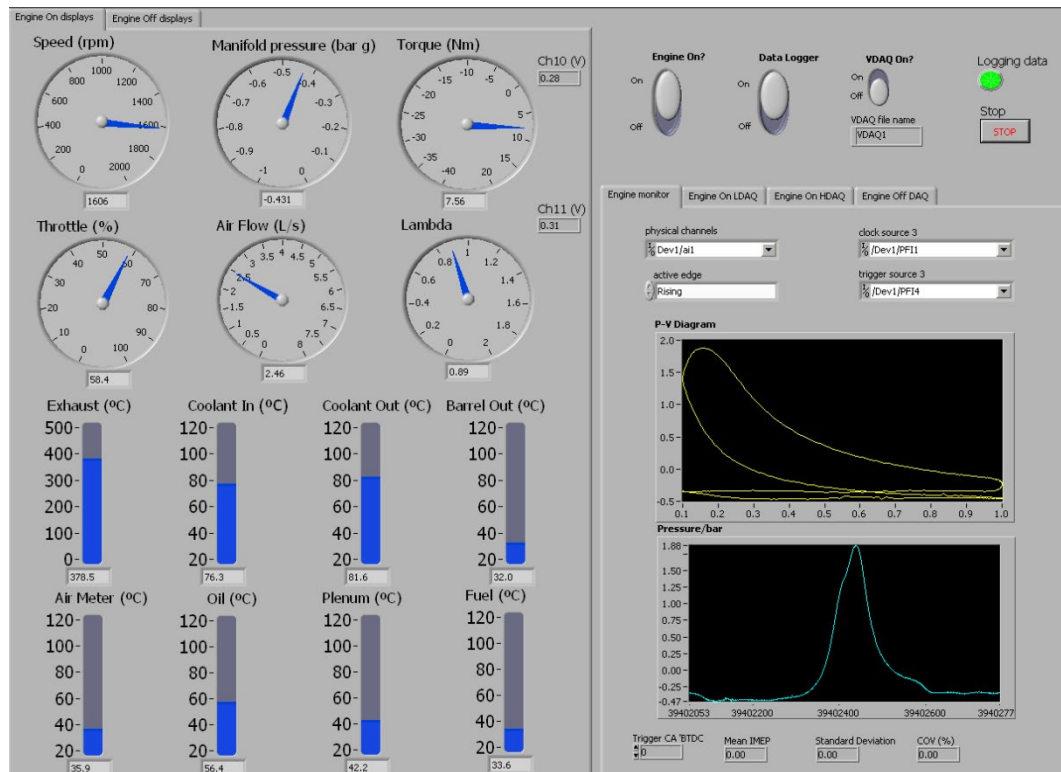 Engine On displays Engine Off displays
Speed (rpm)
0 200 400 600 800 1000 1200 1400 1600 1800 2000
1606
Manifold pressure (bar g)
-1 -0.9 -0.8 -0.7 -0.6 -0.5 -0.4 -0.3 -0.2 -0.1 0
-0.431
Torque (Nm)
-40 -35 -30 -25 -20 -15 -10 -5 0 5 10 15 20
7.56
Ch10 (V)
0.28
Throttle (%)
0 10 20 30 40 50 60 70 80 90 100
58.4
Air Flow (L/s)
0 0.5 1 1.5 2 2.5 3 3.5 4 4.5 5 5.5 6 6.5 7 7.5 8
2.46
Lambda
0 0.2 -0.4 0.6 0.8 1 1.2 1.4 1.6 1.8 2
0.89
Ch11 (V)
0.31
Exhaust (ºC)
500-
400-
300-
200-
100-
0-
378.5
Coolant In (ºC)
120-
100-
80-
60-
40-
20-
76.3
Coolant Out (ºC)
120-
100-
80-
60-
40-
20-
81.6
Barrel Out (ºC)
120-
100-
80-
60-
40-
20-
32.0
Air Meter (ºC)
120-
100-
80-
60-
40-
20-
35.9
Oil (ºC)
120-
100-
80-
60-
40-
20-
56.4
Plenum (ºC)
120-
100-
80-
60-
40-
20-
42.2
Fuel (ºC)
120-
100-
80-
60-
40-
20-
33.6
Engine On?
On
Off
Data Logger
On
Off
VDAQ On?
On
Off
VDAQ file name
VDAQ1
Logging data
Stop
STOP
Engine monitor Engine On LDAQ Engine On HDAQ Engine Off DAQ
physical channels
Dev1/ai1
clock source 3
/Dev1/PFI1
active edge
Rising
trigger source 3
/Dev1/PFI4
P-V Diagram
2.0-
1.5-
1.0-
0.5-
0.0-
-0.5-
0.1 0.2 0.3 0.4 0.5 0.6 0.7 0.8 0.9 1.0
Pressure/bar
1.88-
1.50-
1.25-
1.00-
0.75-
0.50-
0.25-
0.00-
-0.25-
-0.47-
39402053 39402200 39402400 39402600 39402777
Trigger CA °BTDC
0
Mean IMEP
0.00
Standard Deviation
0.00
COV (%)
0.00